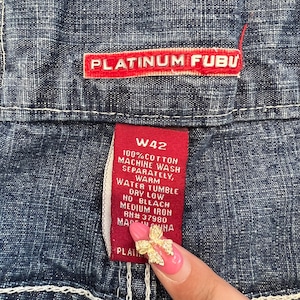 PLATINUM FUBU
W42
100% COTTON
MACHINE WASH
SEPARATELY,
WARM
WATER TUMBLE
DRY LOW
NO BLEACH
MEDIUM IRON
RN# 37980